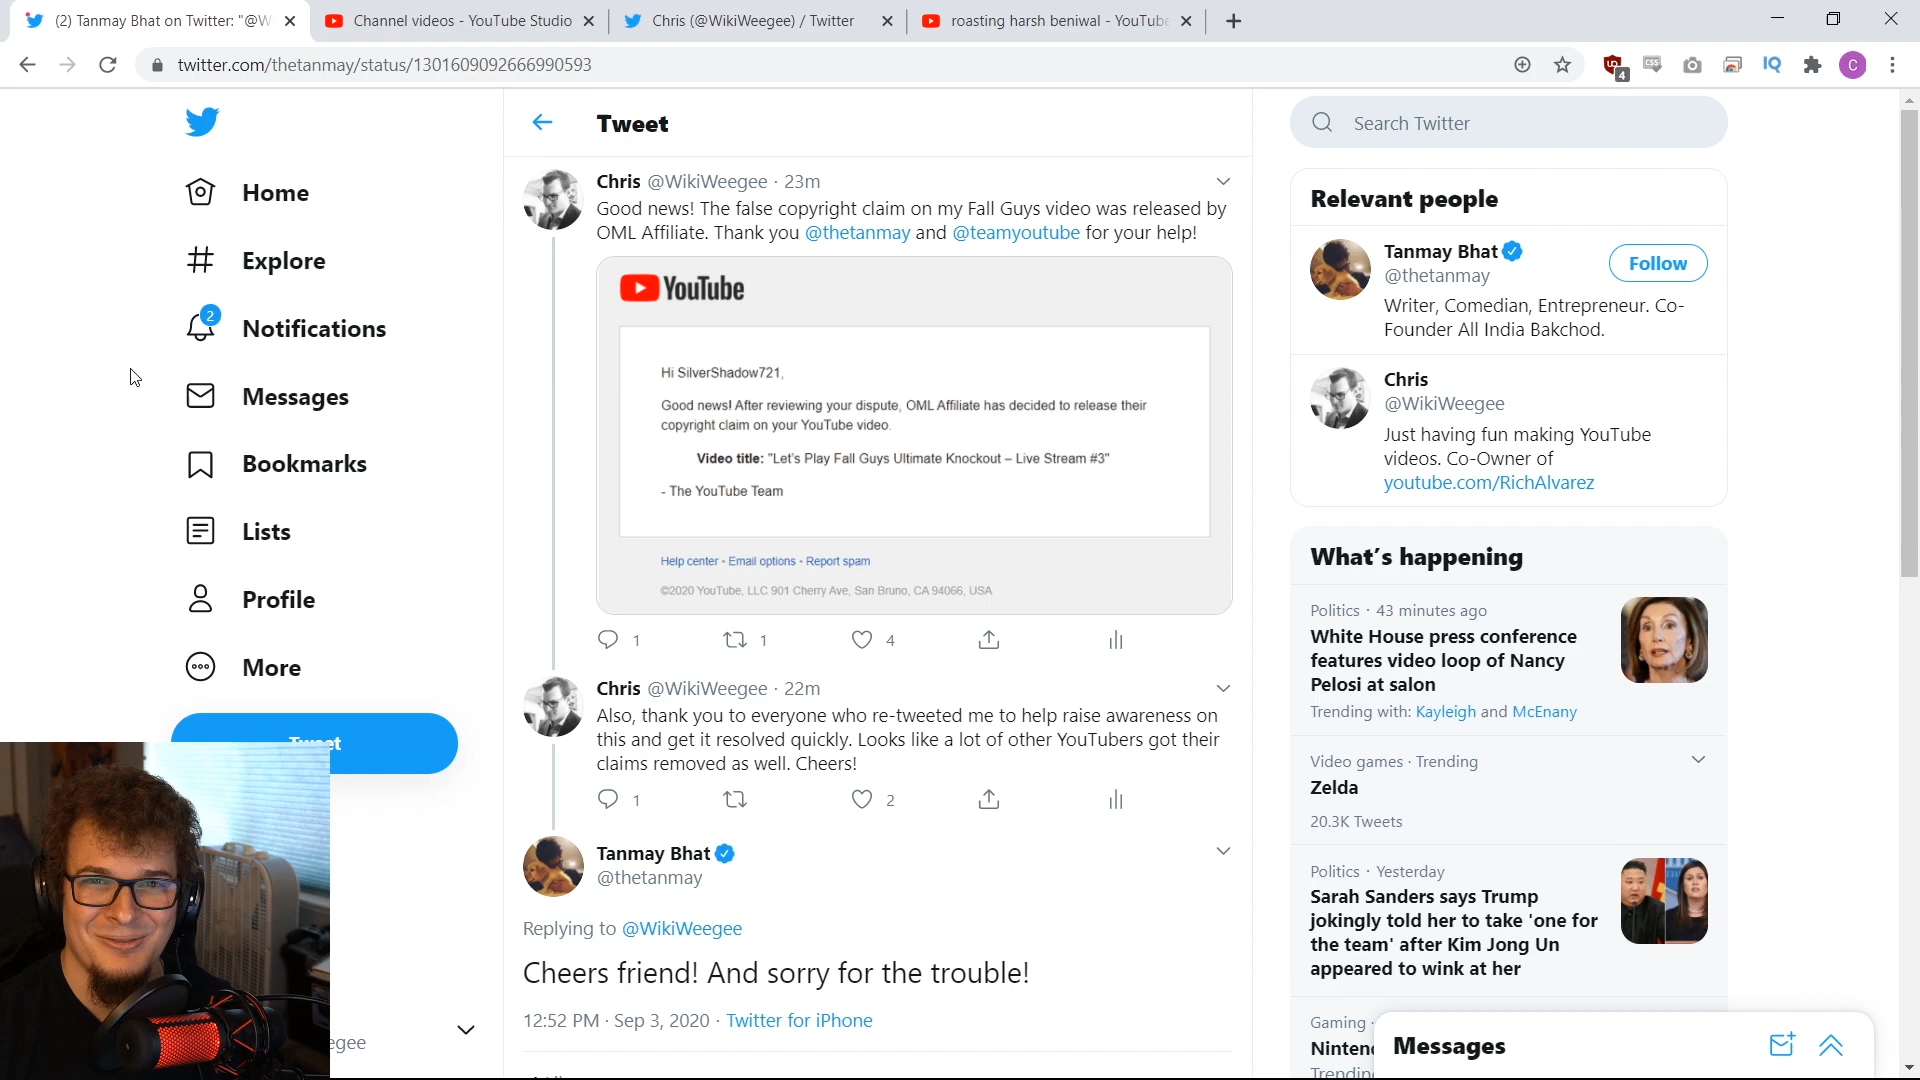 (2) Tanmay Bhat on Twitter: "@W
Channel videos - YouTube Studio
Chris (@WikiWeegee) / Twitter
roasting harsh beniwal - YouTube
twitter.com/thetanmay/status/1301609092666990593
4
CSS
IQ
C
Home
Explore
2
Notifications
Messages
Bookmarks
Lists
Profile
More
egee
Tweet
Chris @WikiWeegee · 23m
Good news! The false copyright claim on my Fall Guys video was released by
OML Affiliate. Thank you @thetanmay and @teamyoutube for your help!
YouTube
Hi SilverShadow721,
Good news! After reviewing your dispute, OML Affiliate has decided to release their
copyright claim on your YouTube video.
Video title: "Let's Play Fall Guys Ultimate Knockout – Live Stream #3"
- The YouTube Team
Help center • Email options • Report spam
©2020 YouTube, LLC 901 Cherry Ave, San Bruno, CA 94066, USA
1 1 4
Chris @WikiWeegee · 22m
Also, thank you to everyone who re-tweeted me to help raise awareness on
this and get it resolved quickly. Looks like a lot of other YouTubers got their
claims removed as well. Cheers!
1 2
Tanmay Bhat
@thetanmay
Replying to @WikiWeegee
Cheers friend! And sorry for the trouble!
12:52 PM · Sep 3, 2020 · Twitter for iPhone
Search Twitter
Relevant people
Tanmay Bhat
@thetanmay
Follow
Writer, Comedian, Entrepreneur. Co-
Founder All India Bakchod.
Chris
@WikiWeegee
Just having fun making YouTube
videos. Co-Owner of
youtube.com/RichAlvarez
What's happening
Politics · 43 minutes ago
White House press conference
features video loop of Nancy
Pelosi at salon
Trending with: Kayleigh and McEnany
Video games · Trending
Zelda
20.3K Tweets
Politics · Yesterday
Sarah Sanders says Trump
jokingly told her to take 'one for
the team' after Kim Jong Un
appeared to wink at her
Gaming ·
Messages